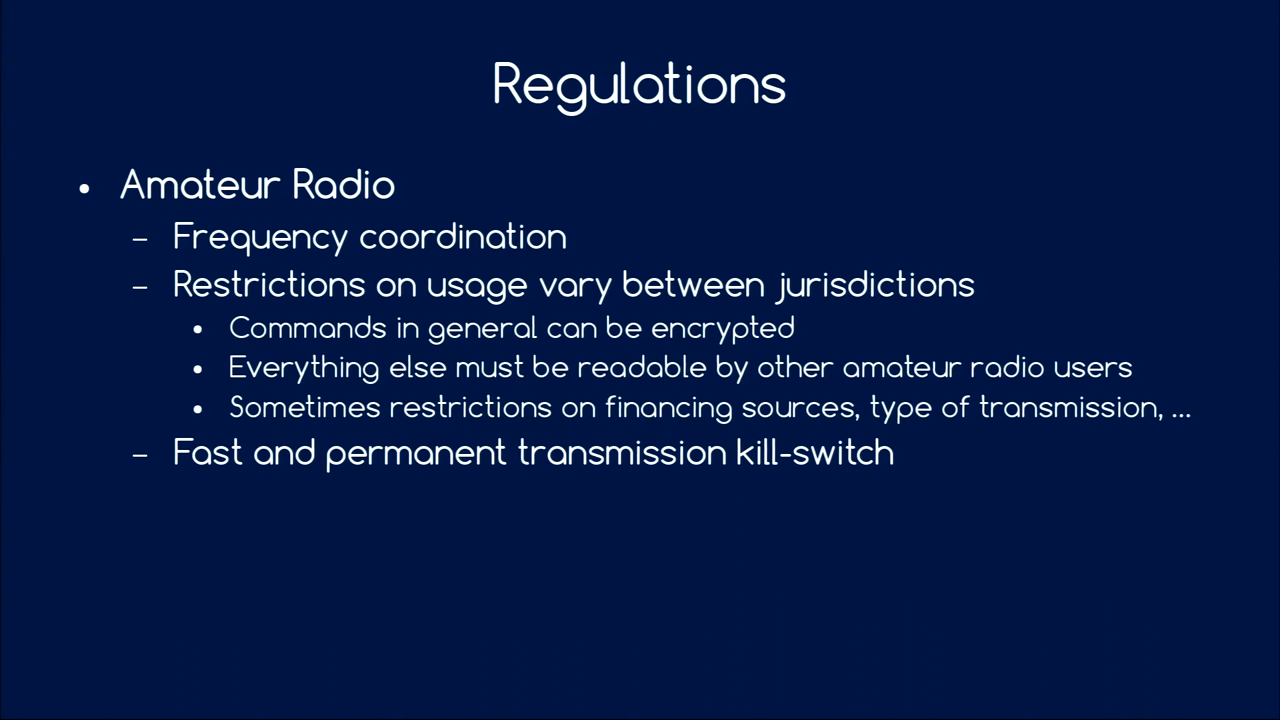 Regulations
• Amateur Radio
– Frequency coordination
– Restrictions on usage vary between jurisdictions
• Commands in general can be encrypted
• Everything else must be readable by other amateur radio users
• Sometimes restrictions on financing sources, type of transmission, ...
– Fast and permanent transmission kill-switch